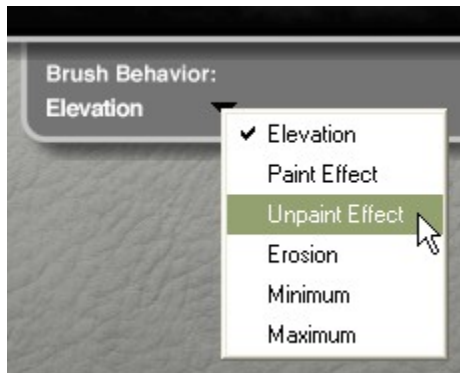 Brush Behavior:
Elevation
Elevation
Paint Effect
Unpaint Effect
Erosion
Minimum
Maximum